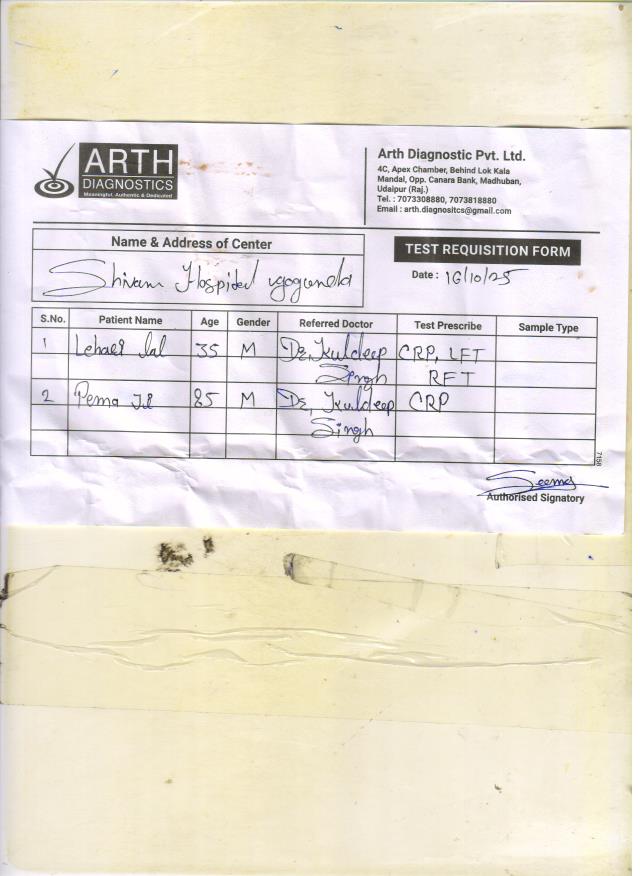 ARTH
DIAGNOSTICS
Meaningful, Authentic & Dedicated
Arth Diagnostic Pvt. Ltd.
4C, Apex Chamber, Behind Lok Kala
Mandal, Opp. Canara Bank, Madhuban,
Udaipur (Raj.)
Tel. : 7073308880, 7073818880
Email : arth.diagnositcs@gmail.com
Name & Address of Center
Shivam Hospital
TEST REQUISITION FORM
Date : 16/10/25
S.No. Patient Name Age Gender Referred Doctor Test Prescribe Sample Type
1 lal 35 M Dr, Kuldeep CRP, LFT
Singh RFT
2 Pema 85 M Dr, Kuldeep CRP
Singh
7158
Seema
Authorised Signatory